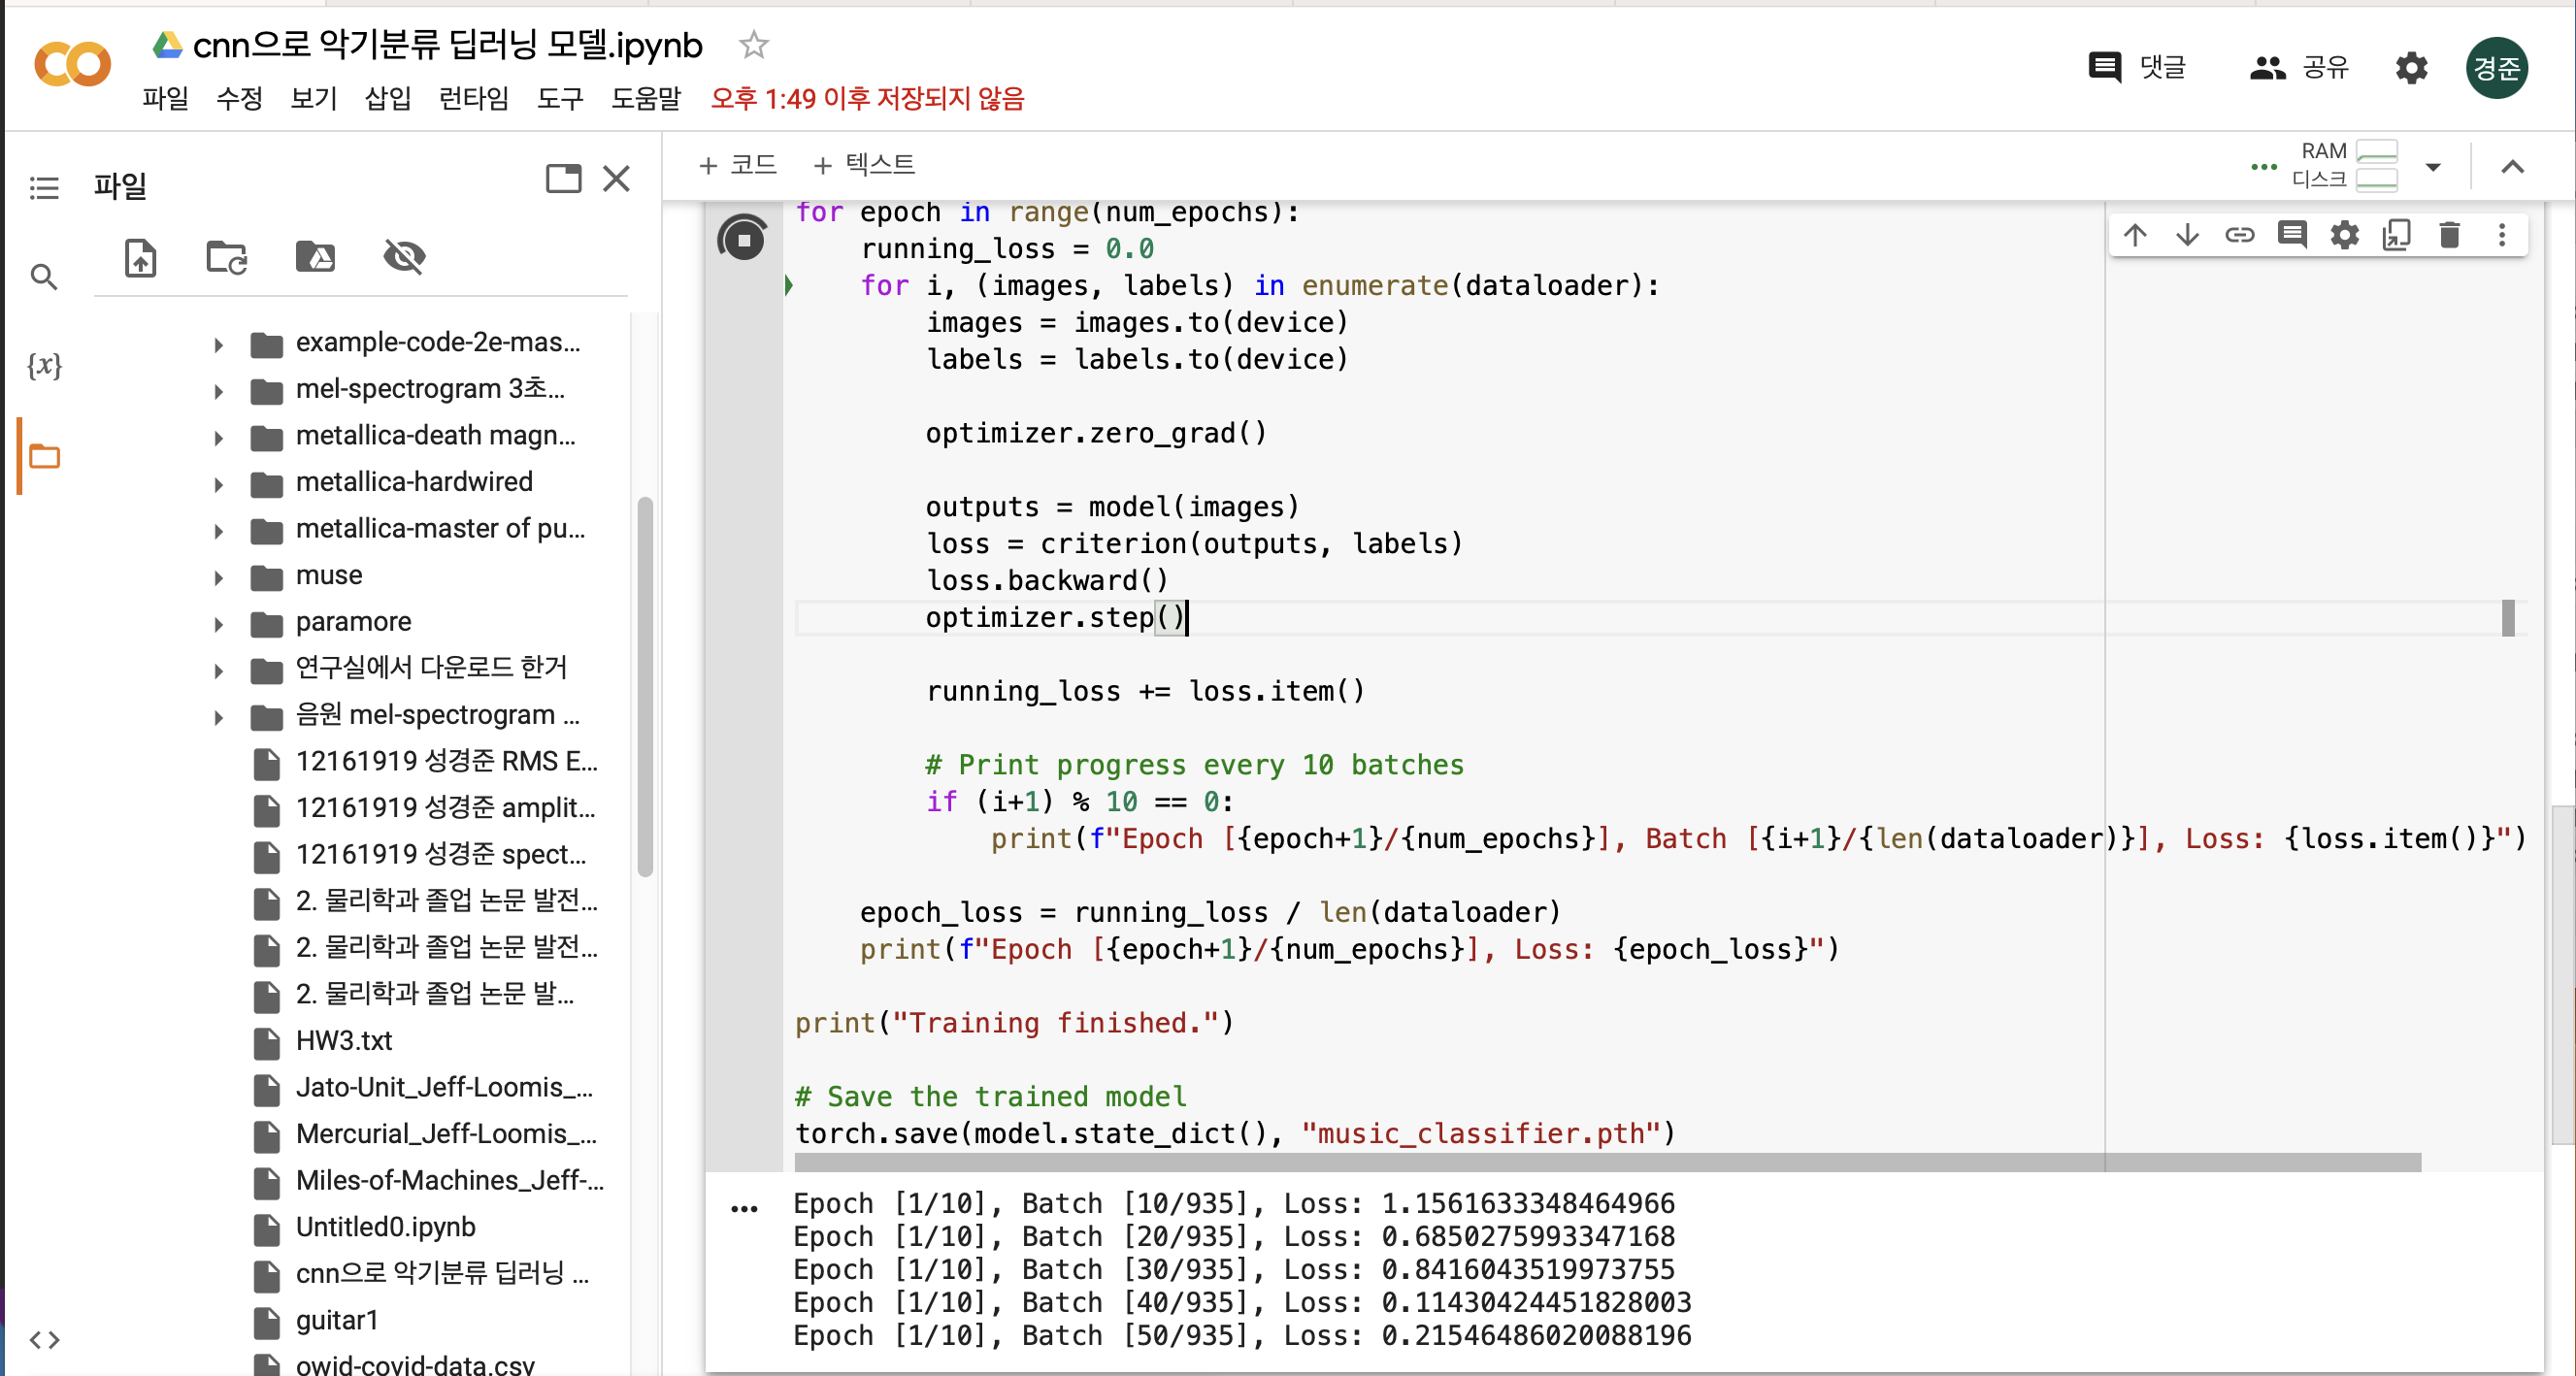 cnn으로 악기분류 딥러닝 모델.ipynb
파일 수정 보기 삽입 런타임 도구 도움말 오후 1:49 이후 저장되지 않음
댓글 공유 경준
파일
{x}
example-code-2e-mas...
mel-spectrogram 3초...
metallica-death magn...
metallica-hardwired
metallica-master of pu...
muse
paramore
연구실에서 다운로드 한거
음원 mel-spectrogram ...
12161919 성경준 RMS E...
12161919 성경준 amplit...
12161919 성경준 spect...
2. 물리학과 졸업 논문 발전...
2. 물리학과 졸업 논문 발전...
2. 물리학과 졸업 논문 발...
HW3.txt
Jato-Unit_Jeff-Loomis_...
Mercurial_Jeff-Loomis_...
Miles-of-Machines_Jeff-...
Untitled0.ipynb
cnn으로 악기분류 딥러닝 ...
guitar1
owid-covid-data.csv
+ 코드 + 텍스트
RAM
디스크
for epoch in range(num_epochs):
running_loss = 0.0
for i, (images, labels) in enumerate(dataloader):
images = images.to(device)
labels = labels.to(device)
optimizer.zero_grad()
outputs = model(images)
loss = criterion(outputs, labels)
loss.backward()
optimizer.step()
running_loss += loss.item()
# Print progress every 10 batches
if (i+1) % 10 == 0:
print(f"Epoch [{epoch+1}/{num_epochs}], Batch [{i+1}/{len(dataloader)}], Loss: {loss.item()}")
epoch_loss = running_loss / len(dataloader)
print(f"Epoch [{epoch+1}/{num_epochs}], Loss: {epoch_loss}")
print("Training finished.")
# Save the trained model
torch.save(model.state_dict(), "music_classifier.pth")
Epoch [1/10], Batch [10/935], Loss: 1.1561633348464966
Epoch [1/10], Batch [20/935], Loss: 0.6850275993347168
Epoch [1/10], Batch [30/935], Loss: 0.8416043519973755
Epoch [1/10], Batch [40/935], Loss: 0.11430424451828003
Epoch [1/10], Batch [50/935], Loss: 0.21546486020088196